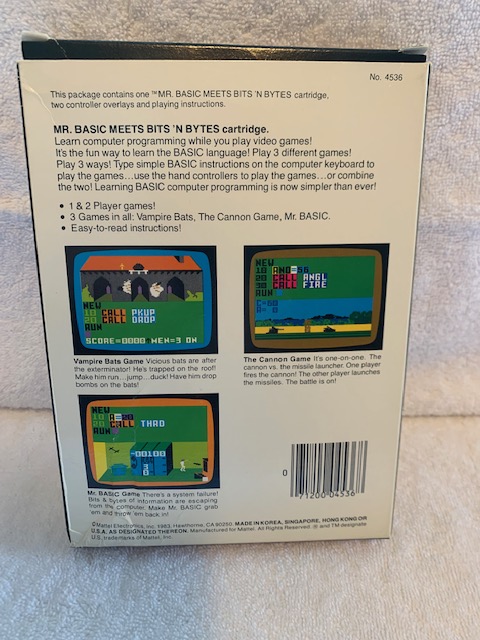 No. 4536
This package contains one ™MR. BASIC MEETS BITS 'N BYTES cartridge,
two controller overlays and playing instructions.
MR. BASIC MEETS BITS 'N BYTES cartridge.
Learn computer programming while you play video games!
It's the fun way to learn the BASIC language! Play 3 different games!
Play 3 ways! Type simple BASIC instructions on the computer keyboard to
play the games...use the hand controllers to play the games...or combine
the two! Learning BASIC computer programming is now simpler than ever!
• 1 & 2 Player games!
• 3 Games in all: Vampire Bats, The Cannon Game, Mr. BASIC.
• Easy-to-read instructions!
NEW
10 CALL PKUP
20 CALL DROP
RUN
SCORE=0000 MEN=3 ON
Vampire Bats Game Vicious bats are after
the exterminator! He's trapped on the roof!
Make him run...jump...duck! Have him drop
bombs on the bats!
NEW
10 ANG=56
20 CALL ANGL
30 CALL FIRE
RUN
The Cannon Game It's one-on-one. The
cannon vs. the missile launcher. One player
fires the cannon! The other player launches
the missiles. The battle is on!
NEW
10 A=20
20 CALL THRO
RUN
-00100
Mr. BASIC Game There's a system failure!
Bits & bytes of information are escaping
from the computer. Make Mr. BASIC grab
'em and throw 'em back in!
0 71200 04536
©Mattel Electronics, Inc. 1983, Hawthorne, CA 90250. MADE IN KOREA, SINGAPORE, HONG KONG OR
U.S.A. AS DESIGNATED THEREON. Manufactured for Mattel. All Rights Reserved. ® and TM designate
U.S. trademarks of Mattel, Inc.